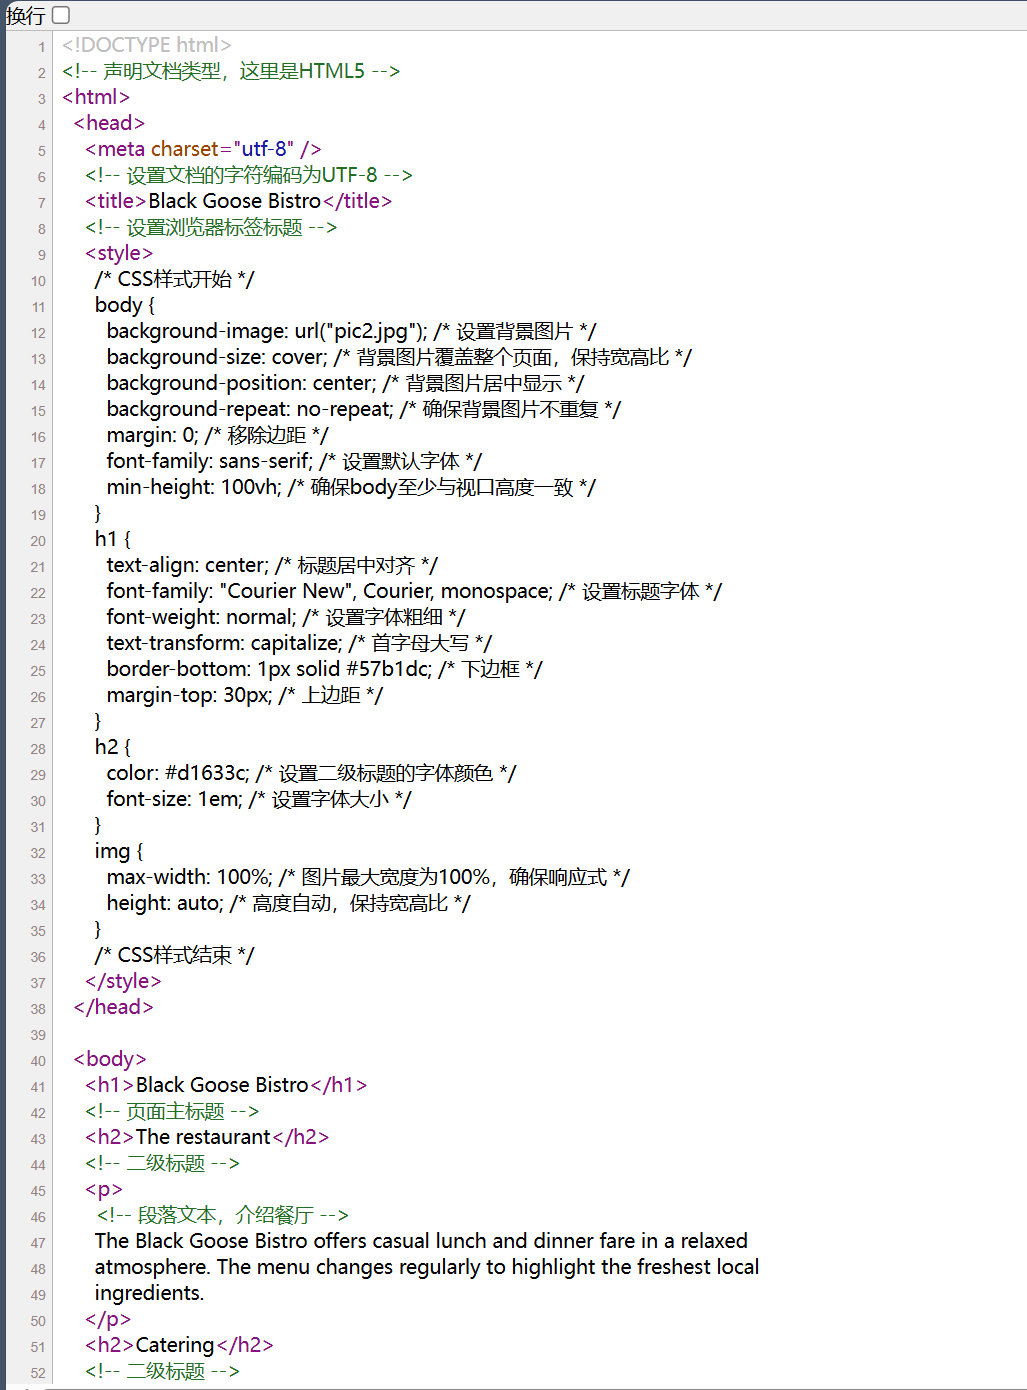 换行
1 <!DOCTYPE html>
2 <!-- 声明文档类型，这里是HTML5 -->
3 <html>
4 <head>
5 <meta charset="utf-8" />
6 <!-- 设置文档的字符编码为UTF-8 -->
7 <title>Black Goose Bistro</title>
8 <!-- 设置浏览器标签标题 -->
9 <style>
10 /* CSS样式开始 */
11 body {
12 background-image: url("pic2.jpg"); /* 设置背景图片 */
13 background-size: cover; /* 背景图片覆盖整个页面，保持宽高比 */
14 background-position: center; /* 背景图片居中显示 */
15 background-repeat: no-repeat; /* 确保背景图片不重复 */
16 margin: 0; /* 移除边距 */
17 font-family: sans-serif; /* 设置默认字体 */
18 min-height: 100vh; /* 确保body至少与视口高度一致 */
19 }
20 h1 {
21 text-align: center; /* 标题居中对齐 */
22 font-family: "Courier New", Courier, monospace; /* 设置标题字体 */
23 font-weight: normal; /* 设置字体粗细 */
24 text-transform: capitalize; /* 首字母大写 */
25 border-bottom: 1px solid #57b1dc; /* 下边框 */
26 margin-top: 30px; /* 上边距 */
27 }
28 h2 {
29 color: #d1633c; /* 设置二级标题的字体颜色 */
30 font-size: 1em; /* 设置字体大小 */
31 }
32 img {
33 max-width: 100%; /* 图片最大宽度为100%，确保响应式 */
34 height: auto; /* 高度自动，保持宽高比 */
35 }
36 /* CSS样式结束 */
37 </style>
38 </head>
39
40 <body>
41 <h1>Black Goose Bistro</h1>
42 <!-- 页面主标题 -->
43 <h2>The restaurant</h2>
44 <!-- 二级标题 -->
45 <p>
46 <!-- 段落文本，介绍餐厅 -->
47 The Black Goose Bistro offers casual lunch and dinner fare in a relaxed
48 atmosphere. The menu changes regularly to highlight the freshest local
49 ingredients.
50 </p>
51 <h2>Catering</h2>
52 <!-- 二级标题 -->